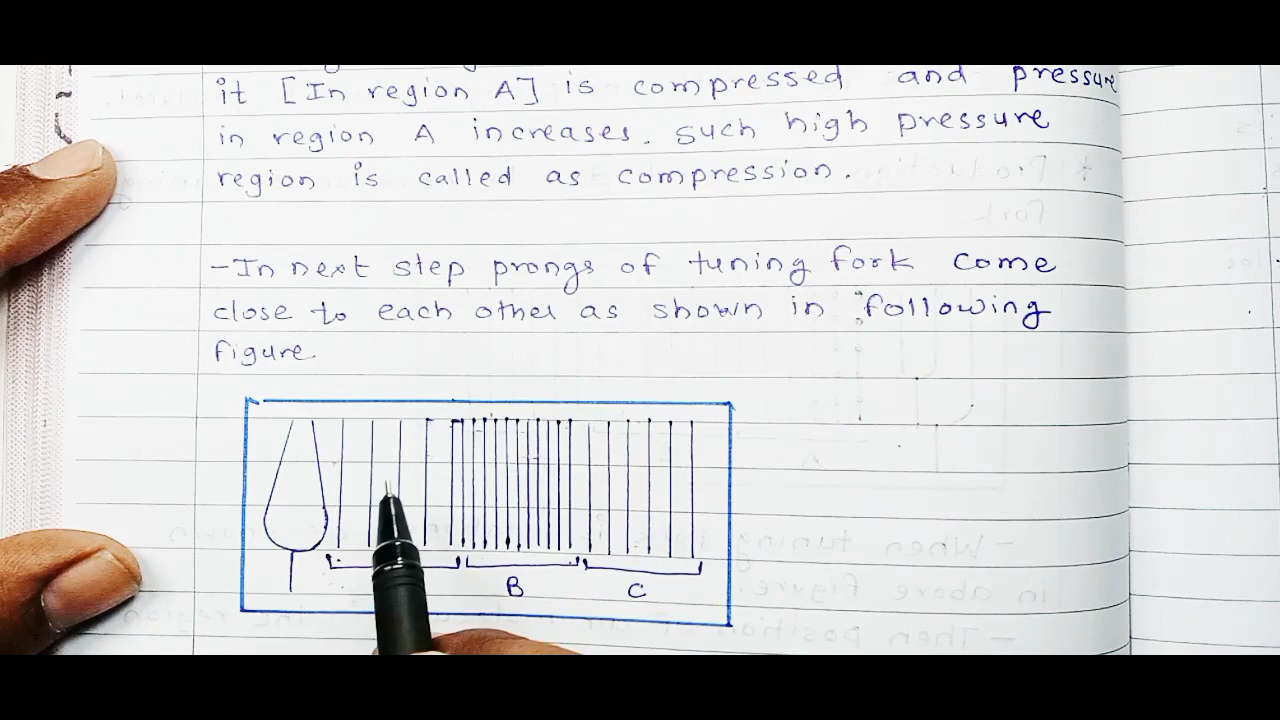 it [In region A] is compressed and pressure
in region A increases. such high pressure
region is called as compression.
-In next step prongs of tuning fork come
close to each other as shown in following
figure.
B C